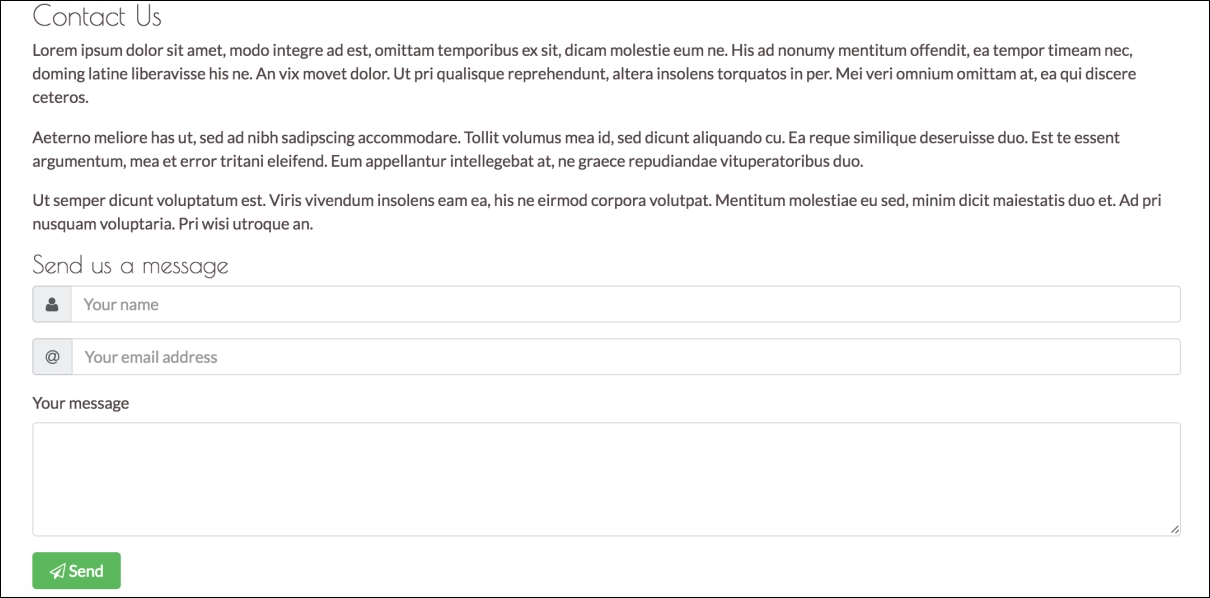 Contact Us
Lorem ipsum dolor sit amet, modo integre ad est, omittam temporibus ex sit, dicam molestie eum ne. His ad nonumy mentitum offendit, ea tempor timeam nec,
doming latine liberavisse his ne. An vix movet dolor. Ut pri qualisque reprehendunt, altera insolens torquatos in per. Mei veri omnium omittam at, ea qui discere
ceteros.
Aeterno meliore has ut, sed ad nibh sadipscing accommodare. Tollit volumus mea id, sed dicunt aliquando cu. Ea reque similique deseruisse duo. Est te essent
argumentum, mea et error tritani eleifend. Eum appellantur intellegebat at, ne graece repudiandae vituperatoribus duo.
Ut semper dicunt voluptatum est. Viris vivendum insolens eam ea, his ne eirmod corpora volutpat. Mentitum molestiae eu sed, minim dicit maiestatis duo et. Ad pri
nusquam voluptaria. Pri wisi utroque an.
Send us a message
Your name
@ Your email address
Your message
Send